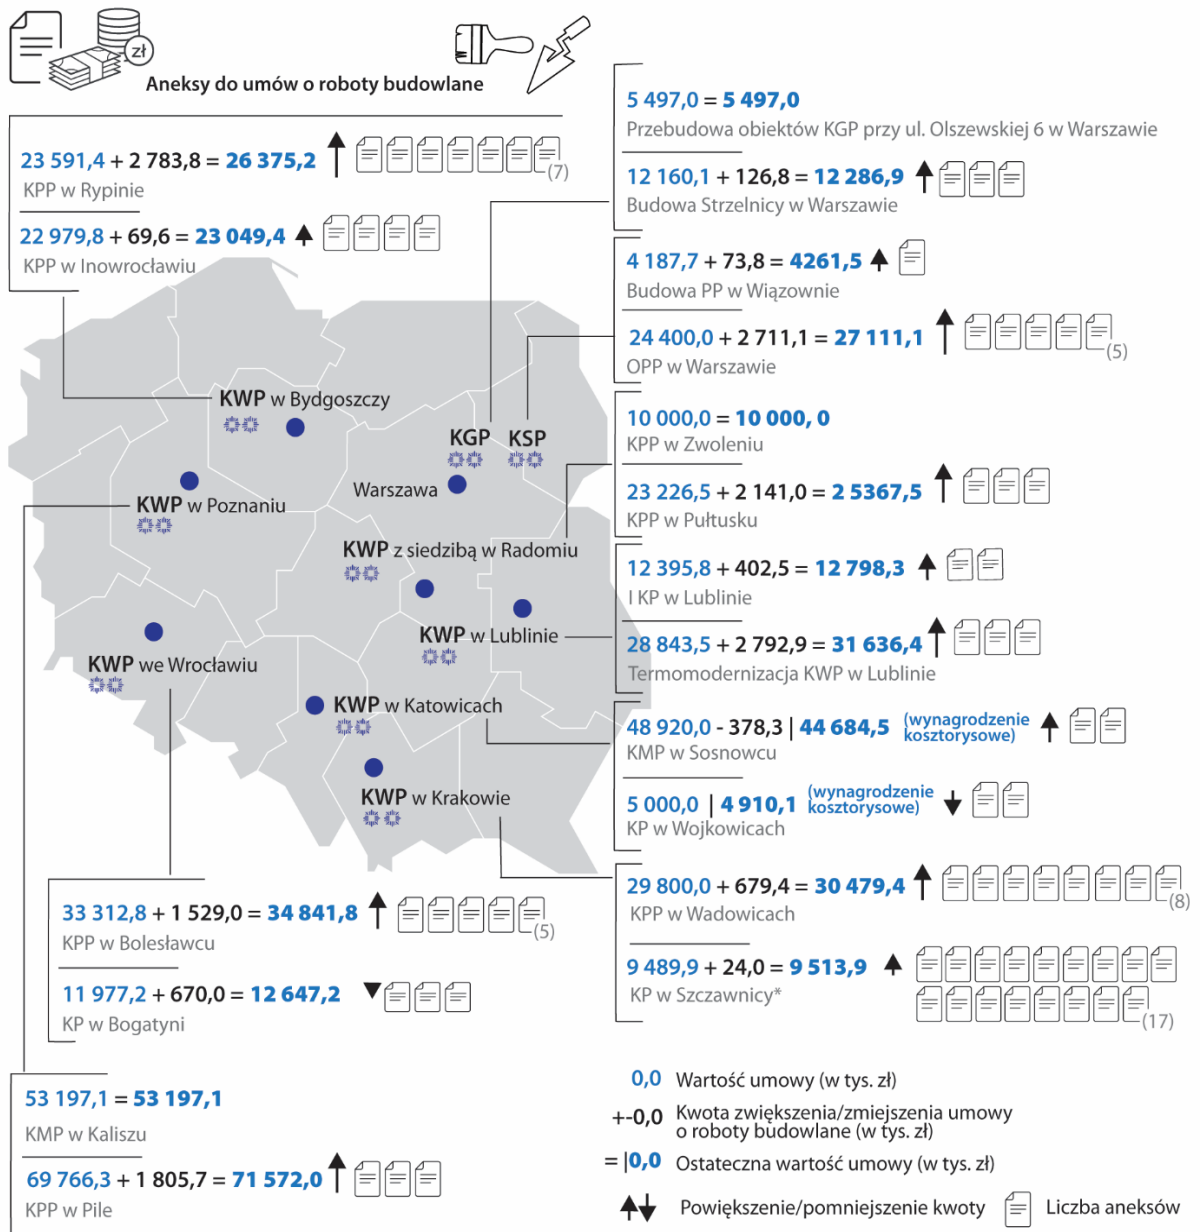 zł
Aneksy do umów o roboty budowlane
23 591,4 + 2 783,8 = 26 375,2
(7)
KPP w Rypinie
22 979,8 + 69,6 = 23 049,4
KPP w Inowrocławiu
5 497,0 = 5 497,0
Przebudowa obiektów KGP przy ul. Olszewskiej 6 w Warszawie
12 160,1 + 126,8 = 12 286,9
Budowa Strzelnicy w Warszawie
4 187,7 + 73,8 = 4261,5
Budowa PP w Wiązownie
24 400,0 + 2 711,1 = 27 111,1
(5)
OPP w Warszawie
10 000,0 = 10 000, 0
KPP w Zwoleniu
23 226,5 + 2 141,0 = 2 5367,5
KPP w Pułtusku
12 395,8 + 402,5 = 12 798,3
I KP w Lublinie
28 843,5 + 2 792,9 = 31 636,4
Termomodernizacja KWP w Lublinie
48 920,0 - 378,3 | 44 684,5 (wynagrodzenie
kosztorysowe)
KMP w Sosnowcu
5 000,0 | 4 910,1 (wynagrodzenie
kosztorysowe)
KP w Wojkowicach
29 800,0 + 679,4 = 30 479,4
(8)
KPP w Wadowicach
9 489,9 + 24,0 = 9 513,9
KP w Szczawnicy*
(17)
KWP w Bydgoszczy
KGP KSP
Warszawa
KWP w Poznaniu
KWP z siedzibą w Radomiu
KWP w Lublinie
KWP we Wrocławiu
KWP w Katowicach
KWP w Krakowie
33 312,8 + 1 529,0 = 34 841,8
(5)
KPP w Bolesławcu
11 977,2 + 670,0 = 12 647,2
KP w Bogatyni
53 197,1 = 53 197,1
KMP w Kaliszu
69 766,3 + 1 805,7 = 71 572,0
KPP w Pile
0,0 Wartość umowy (w tys. zł)
+-0,0 Kwota zwiększenia/zmiejszenia umowy
o roboty budowlane (w tys. zł)
= |0,0 Ostateczna wartość umowy (w tys. zł)
Powiększenie/pomniejszenie kwoty
Liczba aneksów